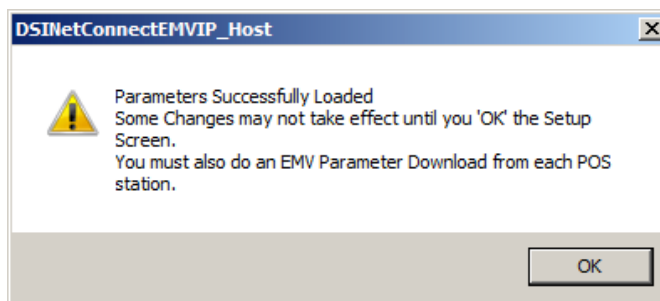 DSINetConnectEMVIP_Host
Parameters Successfully Loaded
Some Changes may not take effect until you 'OK' the Setup
Screen.
You must also do an EMV Parameter Download from each POS
station.
OK